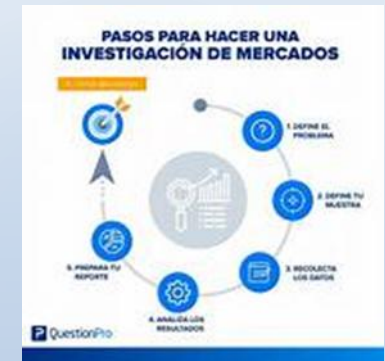 PASOS PARA HACER UNA
INVESTIGACIÓN DE MERCADOS
1. DEFINE EL
PROBLEMA
2. DEFINE TU
MUESTRA
3. RECOLECTA
LOS DATOS
4. ANALIZA LOS
RESULTADOS
5. PREPARA TU
REPORTE
QuestionPro